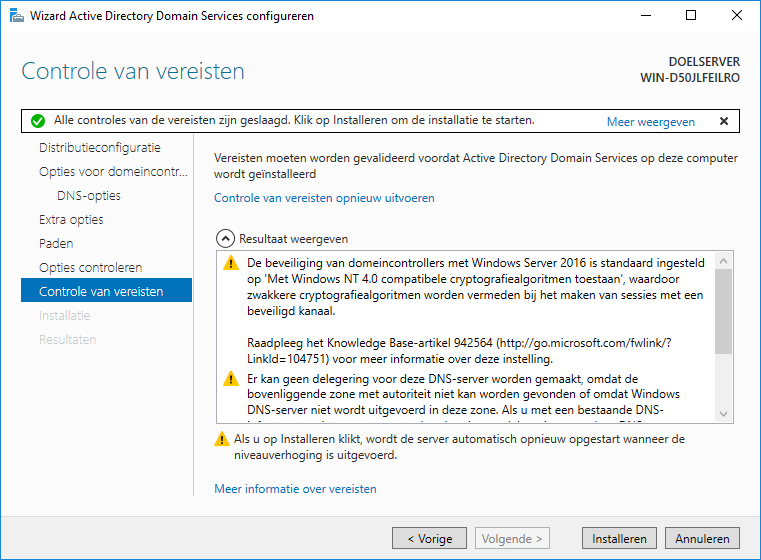 Wizard Active Directory Domain Services configureren
Controle van vereisten
DOELSERVER
WIN-D50JLFEILRO
Alle controles van de vereisten zijn geslaagd. Klik op Installeren om de installatie te starten.
Meer weergeven
Distributieconfiguratie
Opties voor domeincontr...
DNS-opties
Extra opties
Paden
Opties controleren
Controle van vereisten
Installatie
Resultaten
Vereisten moeten worden gevalideerd voordat Active Directory Domain Services op deze computer
wordt geïnstalleerd
Controle van vereisten opnieuw uitvoeren
Resultaat weergeven
De beveiliging van domeincontrollers met Windows Server 2016 is standaard ingesteld
op 'Met Windows NT 4.0 compatibele cryptografiealgoritmen toestaan', waardoor
zwakkere cryptografiealgoritmen worden vermeden bij het maken van sessies met een
beveiligd kanaal.
Raadpleeg het Knowledge Base-artikel 942564 (http://go.microsoft.com/fwlink/?
LinkId=104751) voor meer informatie over deze instelling.
Er kan geen delegering voor deze DNS-server worden gemaakt, omdat de
bovenliggende zone met autoriteit niet kan worden gevonden of omdat Windows
DNS-server niet wordt uitgevoerd in deze zone. Als u met een bestaande DNS-
Als u op Installeren klikt, wordt de server automatisch opnieuw opgestart wanneer de
niveauverhoging is uitgevoerd.
Meer informatie over vereisten
< Vorige
Volgende >
Installeren
Annuleren